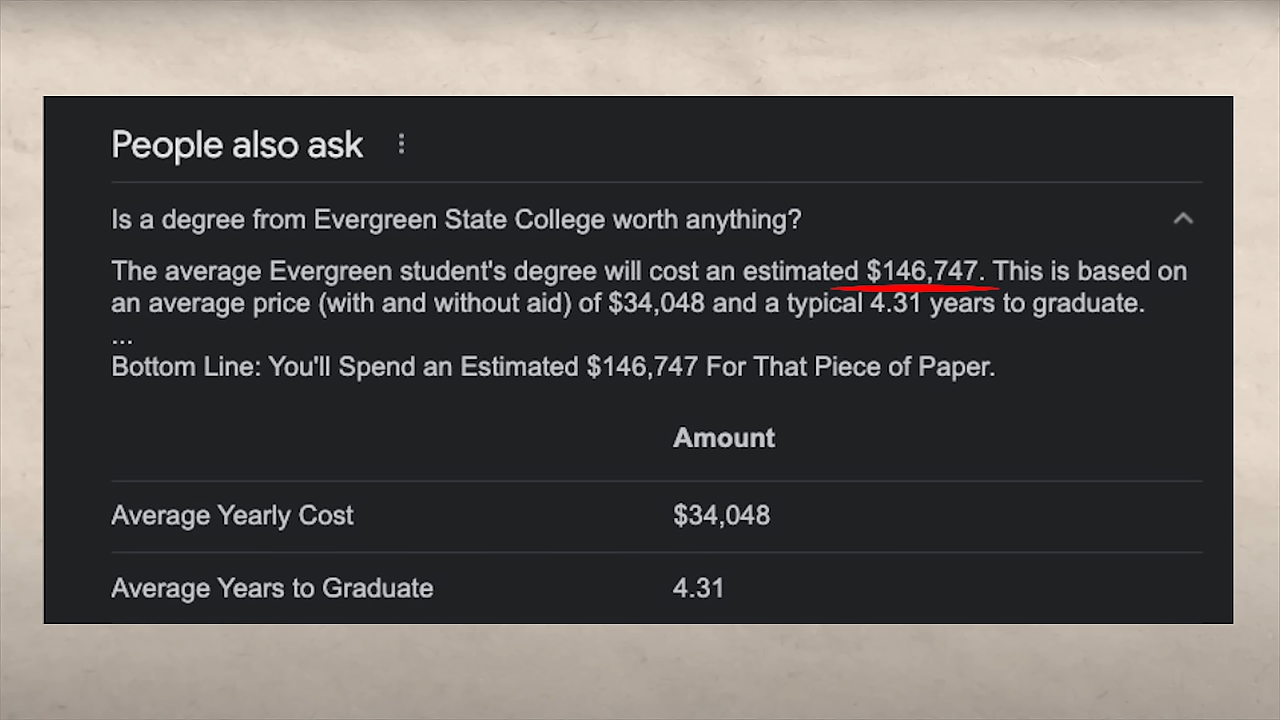 People also ask
Is a degree from Evergreen State College worth anything?
The average Evergreen student's degree will cost an estimated $146,747. This is based on
an average price (with and without aid) of $34,048 and a typical 4.31 years to graduate.
...
Bottom Line: You'll Spend an Estimated $146,747 For That Piece of Paper.
Amount
Average Yearly Cost $34,048
Average Years to Graduate 4.31